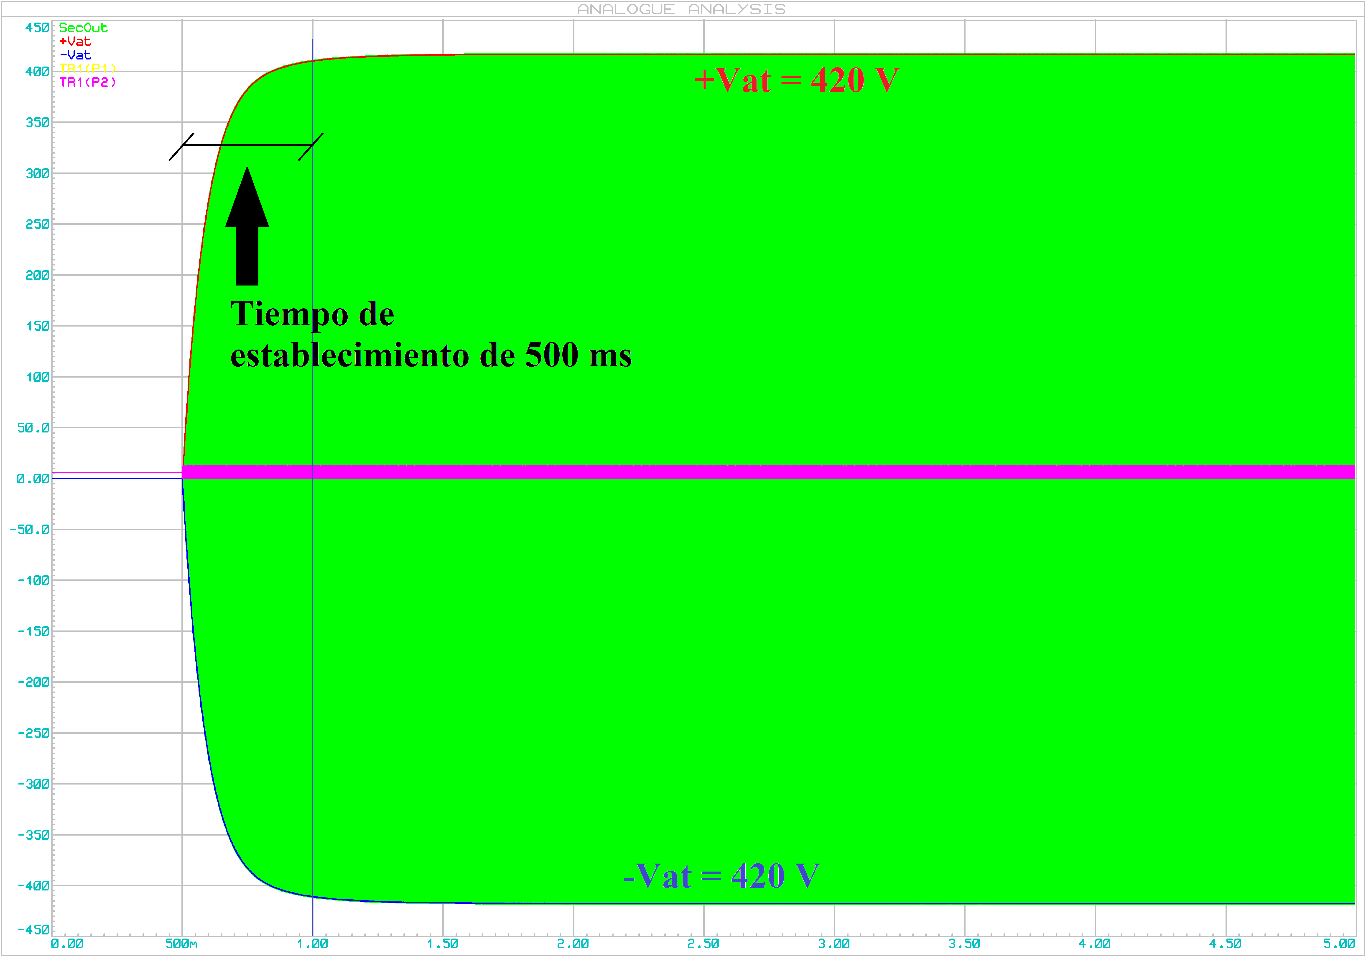 ANALOGUE ANALYSIS
SecOut
+Vat
-Vat
TR1(P1)
TR1(P2)
450
400
350
300
250
200
150
100
50.0
0.00
-50.0
-100
-150
-200
-250
-300
-350
-400
-450
+Vat = 420 V
Tiempo de
establecimiento de 500 ms
-Vat = 420 V
0.00 500m 1.00 1.50 2.00 2.50 3.00 3.50 4.00 4.50 5.00